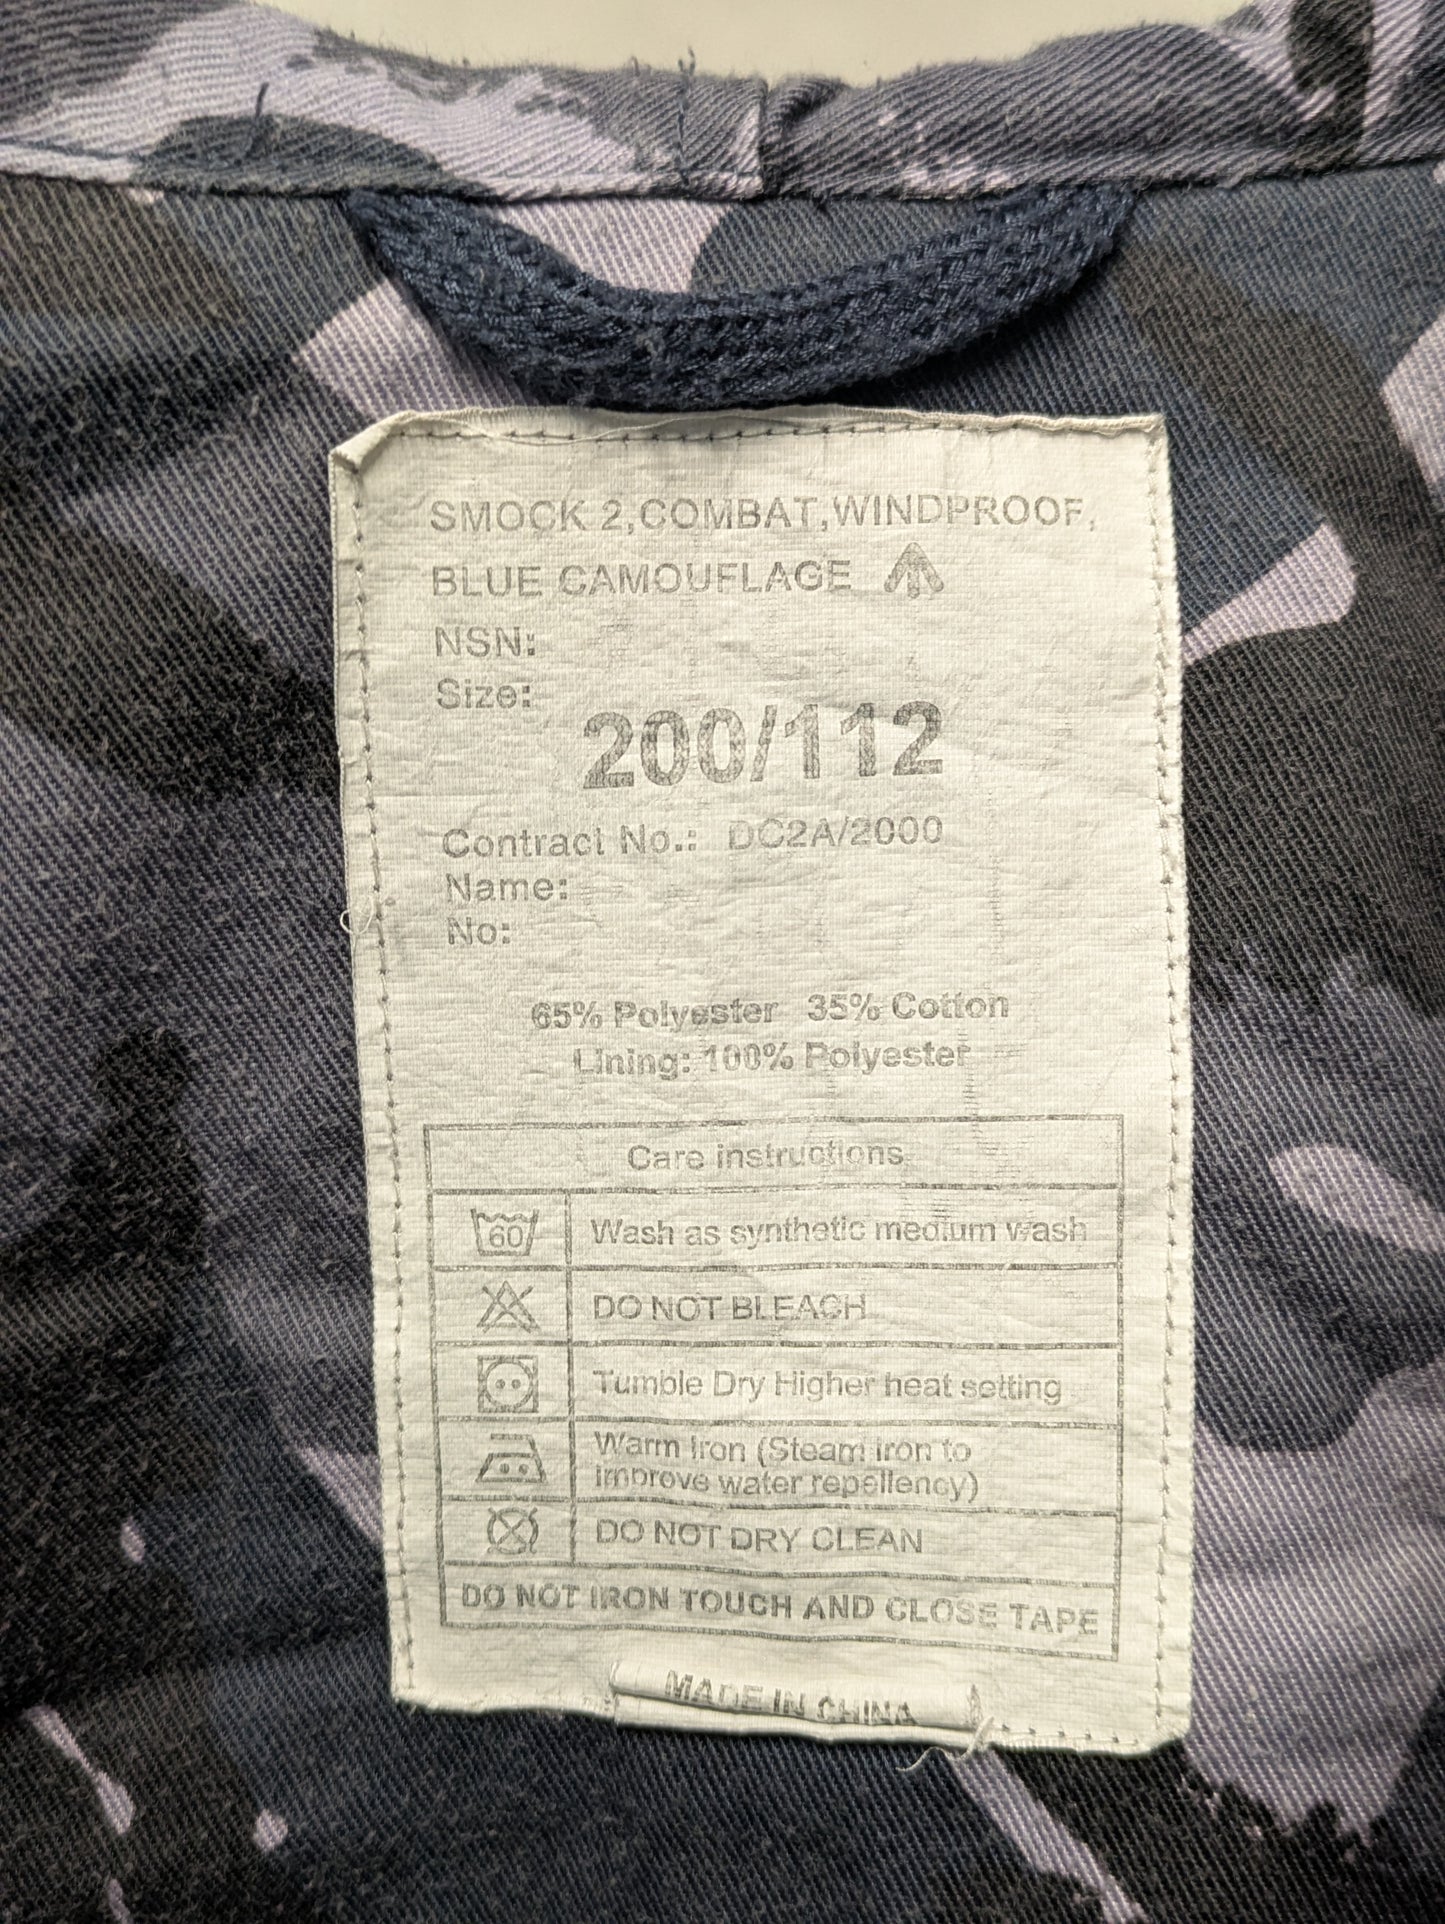 SMOCK 2,COMBAT,WINDPROOF,
BLUE CAMOUFLAGE
NSN:
Size:
200/112
Contract No.: DC2A/2000
Name:
No:
65% Polyester 35% Cotton
Lining: 100% Polyester
Care instructions
60 Wash as synthetic medium wash
DO NOT BLEACH
Tumble Dry Higher heat setting
Warm Iron (Steam iron to
improve water repellency)
DO NOT DRY CLEAN
DO NOT IRON TOUCH AND CLOSE TAPE
MADE IN CHINA